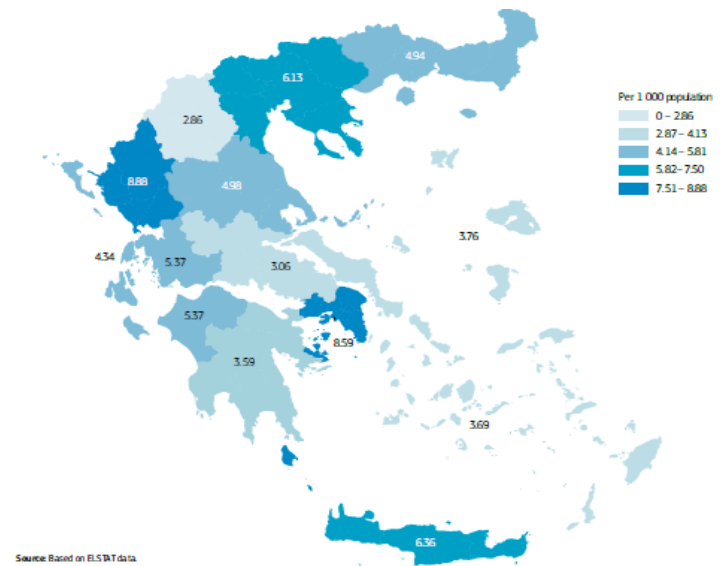 4.94
6.13
Per 1 000 population
0 – 2.86
2.87 – 4.13
4.14 – 5.81
5.82 – 7.50
7.51 – 8.88
2.86
8.88
4.98
3.76
4.34
5.37
3.06
5.37
8.59
3.59
3.69
6.36
Source: Based on ELSTAT data.